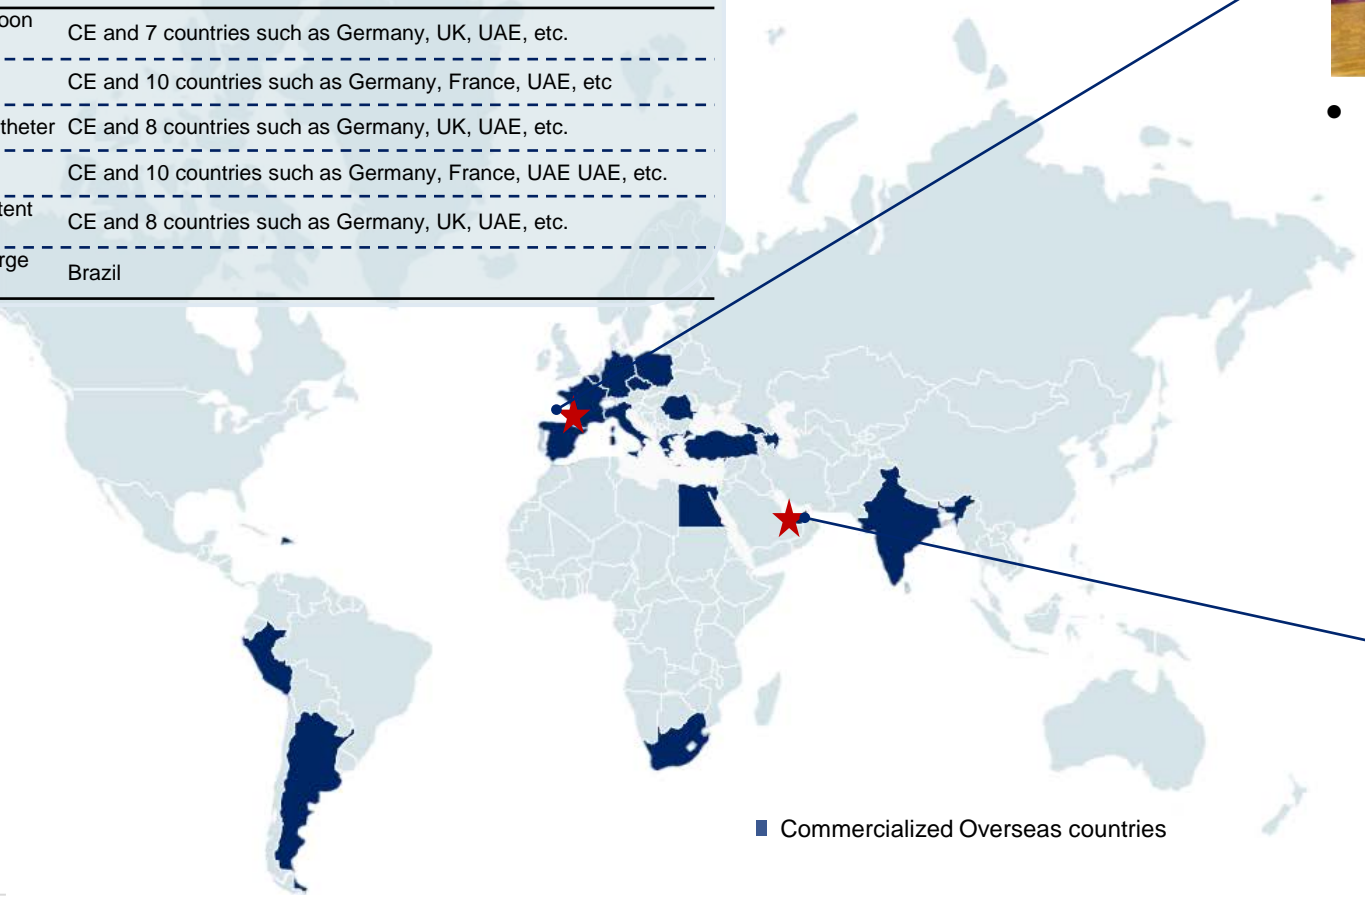 oon
CE and 7 countries such as Germany, UK, UAE, etc.
CE and 10 countries such as Germany, France, UAE, etc
theter CE and 8 countries such as Germany, UK, UAE, etc.
CE and 10 countries such as Germany, France, UAE UAE, etc.
tent
CE and 8 countries such as Germany, UK, UAE, etc.
rge
Brazil
Commercialized Overseas countries